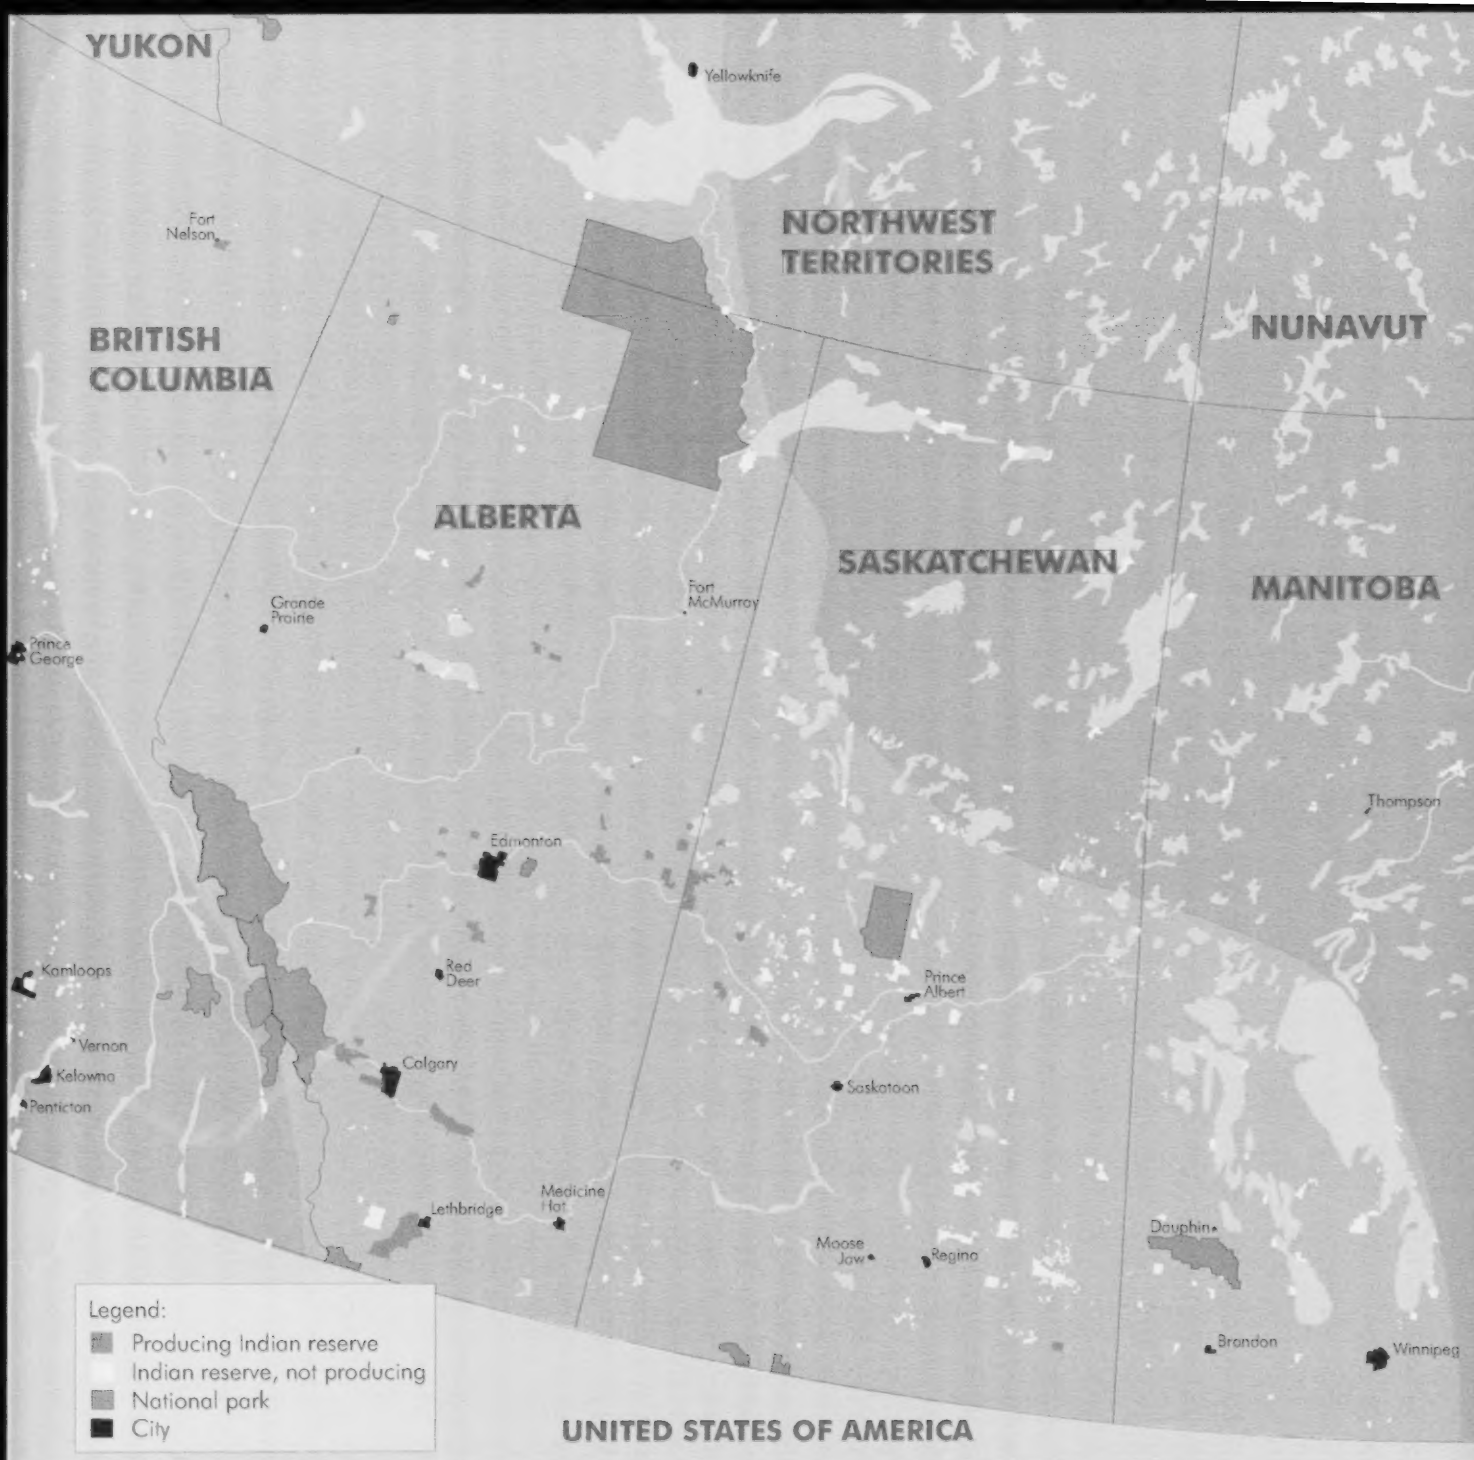 YUKON
Yellowknife
Fort
Nelson
NORTHWEST
TERRITORIES
NUNAVUT
BRITISH
COLUMBIA
ALBERTA
SASKATCHEWAN
MANITOBA
Fort
McMurray
Grande
Prairie
Prince
George
Thompson
Edmonton
Kamloops
Red
Deer
Prince
Albert
Vernon
Kelowna
Calgary
Penticton
Saskatoon
Lethbridge
Medicine
Hat
Moose
Jaw
Regina
Dauphin
Brandon
Winnipeg
Legend:
Producing Indian reserve
Indian reserve, not producing
National park
City
UNITED STATES OF AMERICA